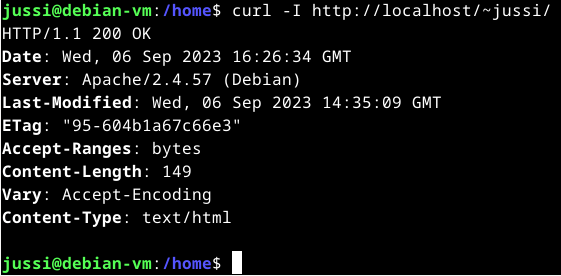 jussi@debian-vm:/home$ curl -I http://localhost/~jussi/
HTTP/1.1 200 OK
Date: Wed, 06 Sep 2023 16:26:34 GMT
Server: Apache/2.4.57 (Debian)
Last-Modified: Wed, 06 Sep 2023 14:35:09 GMT
ETag: "95-604b1a67c66e3"
Accept-Ranges: bytes
Content-Length: 149
Vary: Accept-Encoding
Content-Type: text/html
jussi@debian-vm:/home$